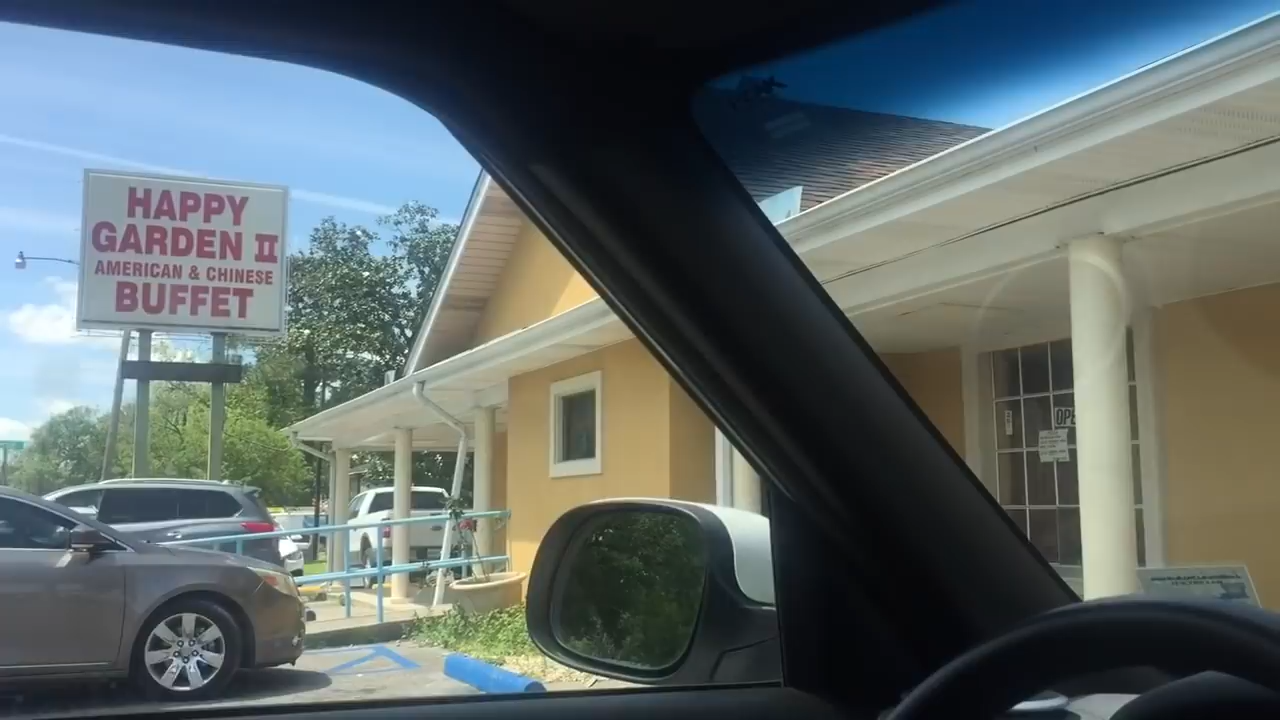 HAPPY
GARDEN II
AMERICAN & CHINESE
BUFFET
OPE